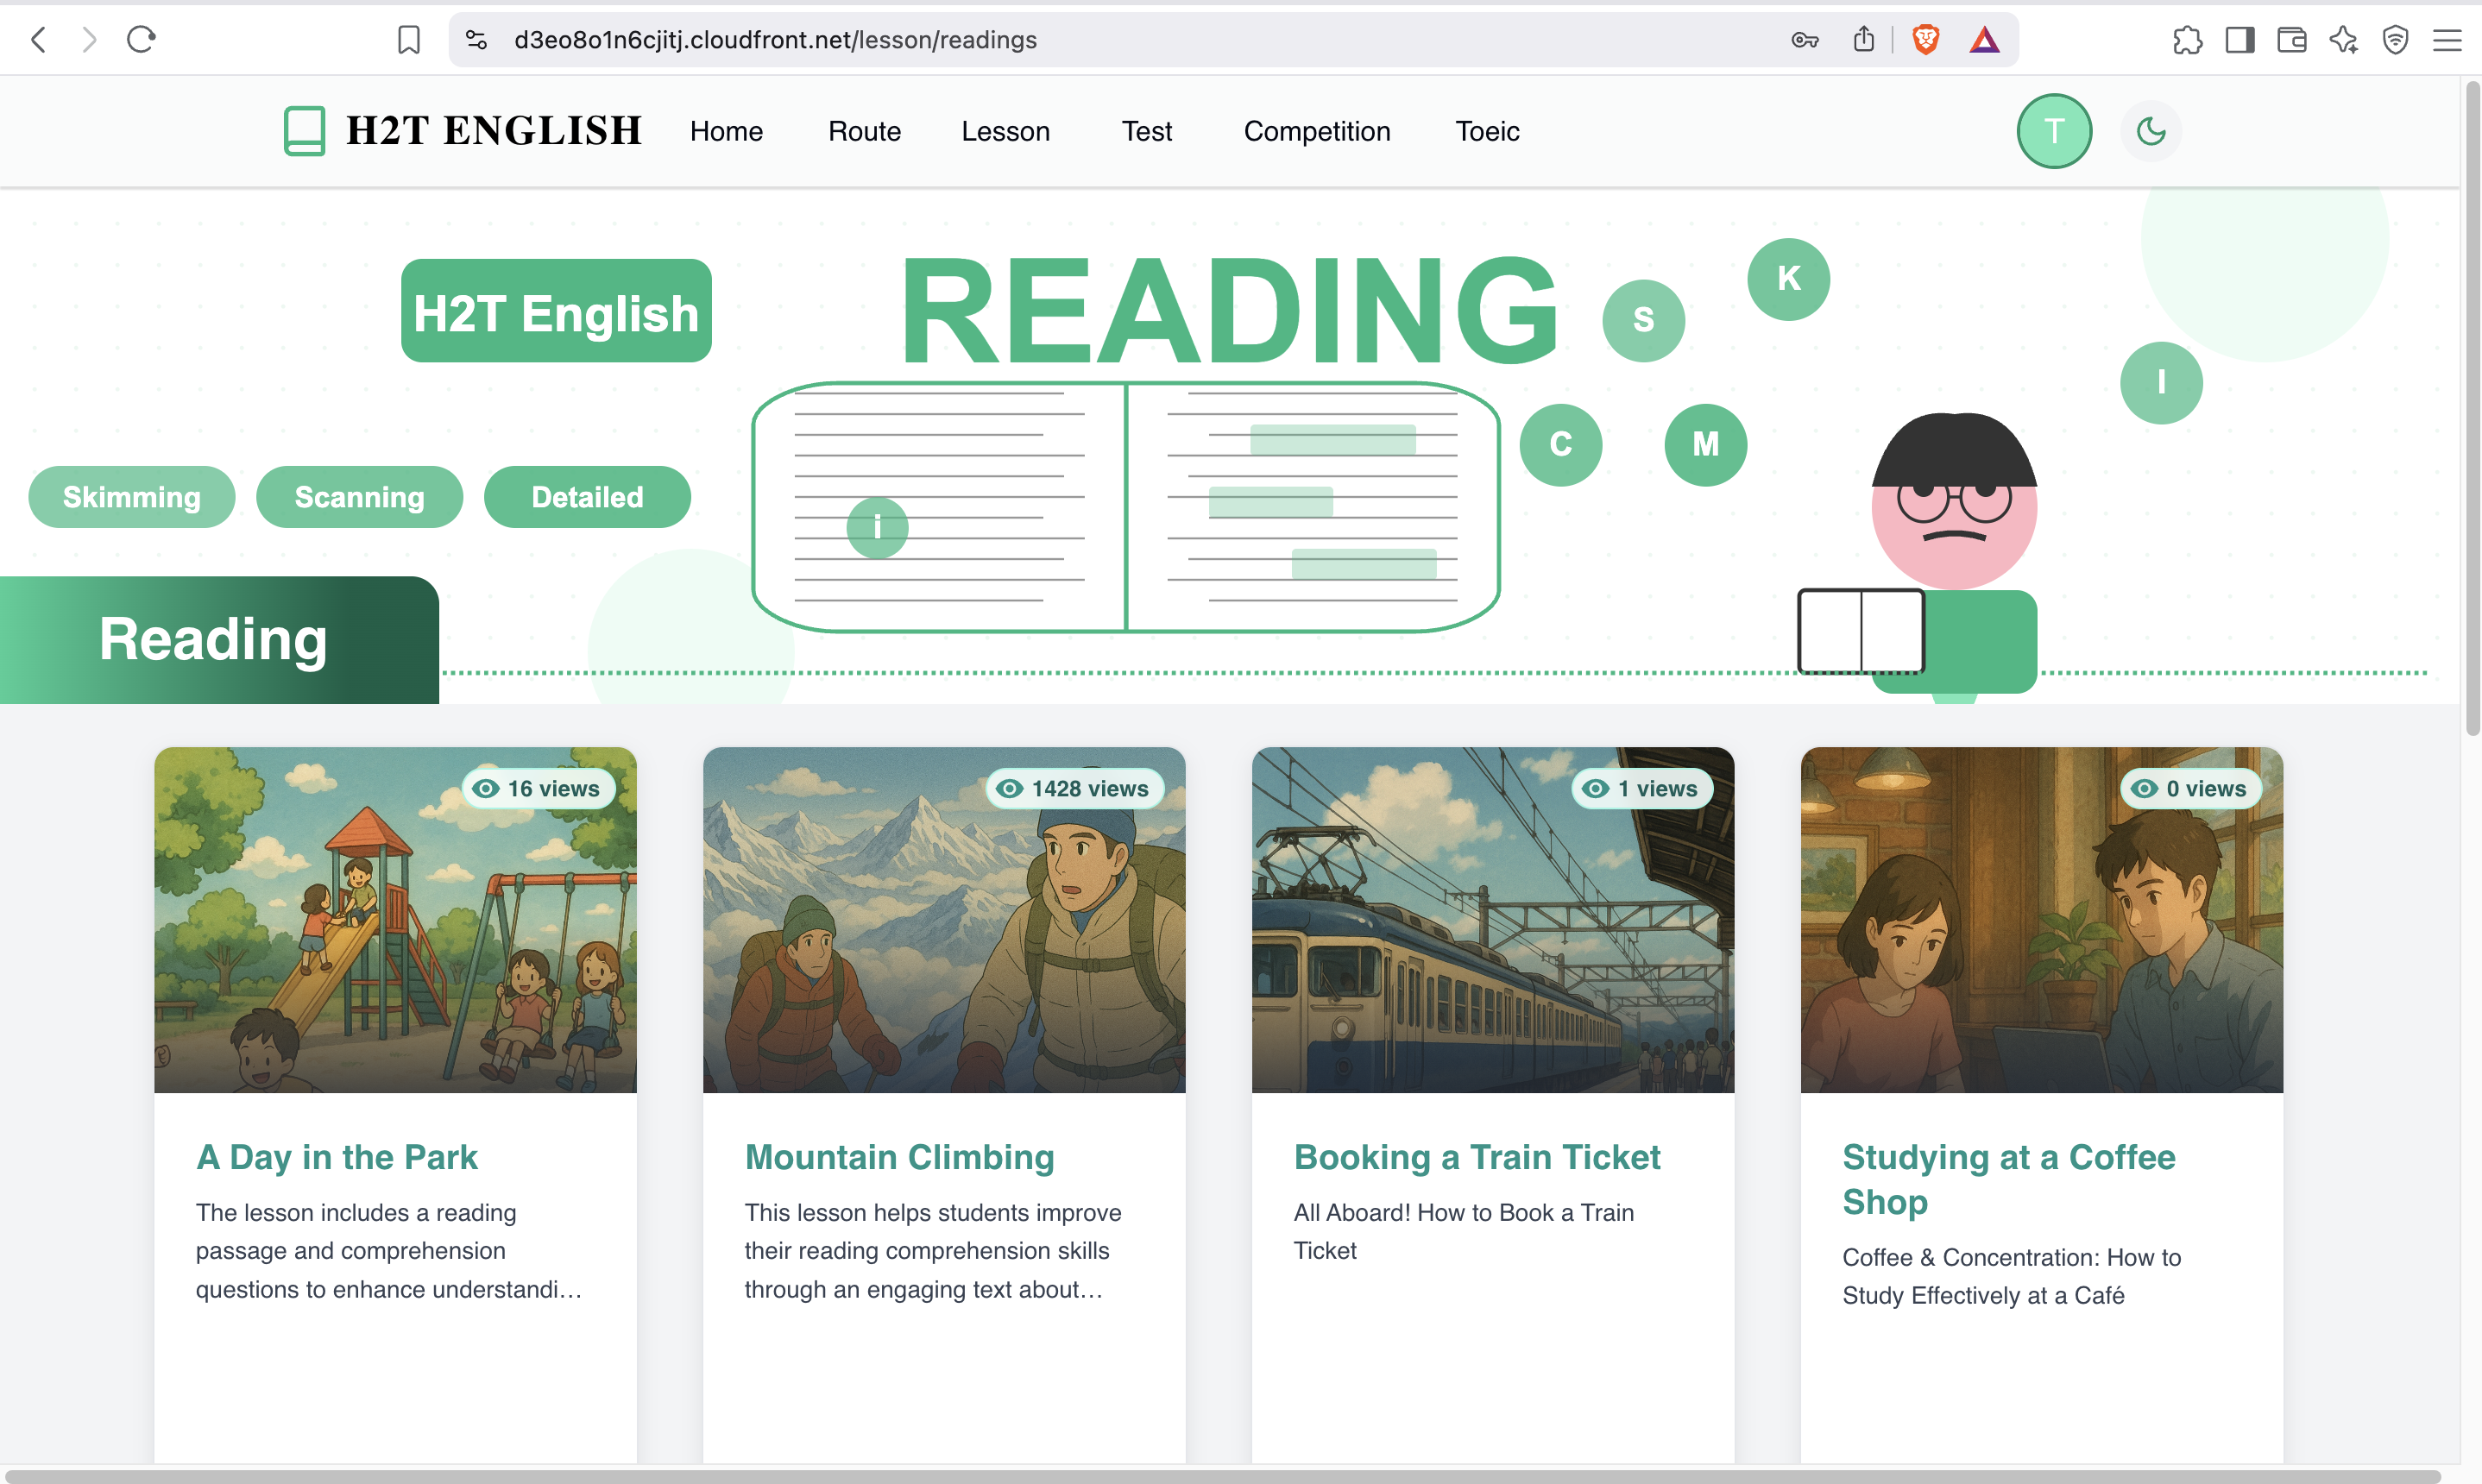 d3eo8o1n6cjitj.cloudfront.net/lesson/readings
H2T ENGLISH
Home
Route
Lesson
Test
Competition
Toeic
T
H2T English
READING
S
K
I
C
M
i
Skimming
Scanning
Detailed
Reading
16 views
1428 views
1 views
0 views
A Day in the Park
The lesson includes a reading
passage and comprehension
questions to enhance understandi...
Mountain Climbing
This lesson helps students improve
their reading comprehension skills
through an engaging text about...
Booking a Train Ticket
All Aboard! How to Book a Train
Ticket
Studying at a Coffee
Shop
Coffee & Concentration: How to
Study Effectively at a Café